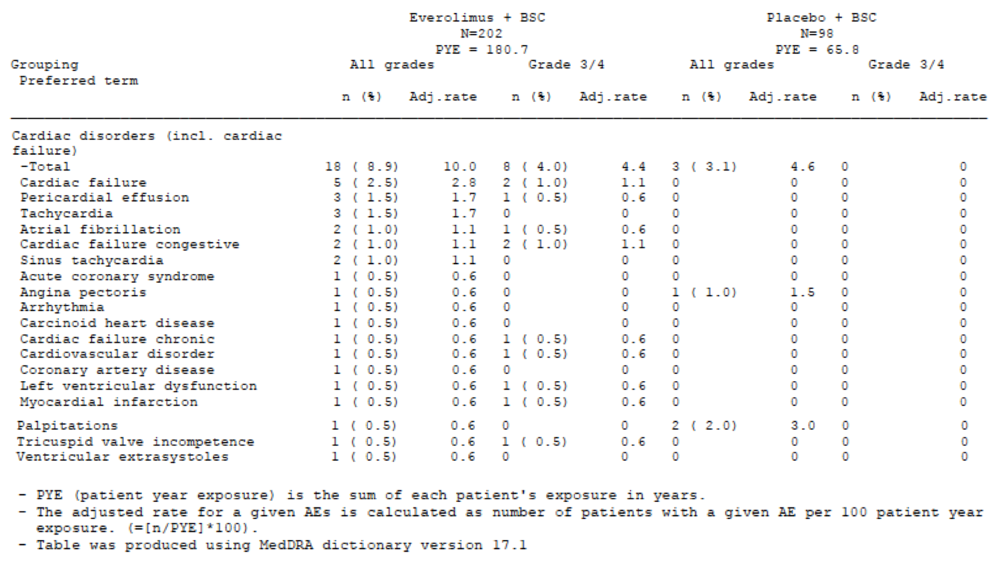 Everolimus + BSC Placebo + BSC
N=202 N=98
PYE = 180.7 PYE = 65.8
Grouping All grades Grade 3/4 All grades Grade 3/4
Preferred term
n (%) Adj.rate n (%) Adj.rate n (%) Adj.rate n (%) Adj.rate
Cardiac disorders (incl. cardiac
failure)
-Total 18 ( 8.9) 10.0 8 ( 4.0) 4.4 3 ( 3.1) 4.6 0 0
Cardiac failure 5 ( 2.5) 2.8 2 ( 1.0) 1.1 0 0 0 0
Pericardial effusion 3 ( 1.5) 1.7 1 ( 0.5) 0.6 0 0 0 0
Tachycardia 3 ( 1.5) 1.7 0 0 0 0 0 0
Atrial fibrillation 2 ( 1.0) 1.1 1 ( 0.5) 0.6 0 0 0 0
Cardiac failure congestive 2 ( 1.0) 1.1 2 ( 1.0) 1.1 0 0 0 0
Sinus tachycardia 2 ( 1.0) 1.1 0 0 0 0 0 0
Acute coronary syndrome 1 ( 0.5) 0.6 0 0 0 0 0 0
Angina pectoris 1 ( 0.5) 0.6 0 0 1 ( 1.0) 1.5 0 0
Arrhythmia 1 ( 0.5) 0.6 0 0 0 0 0 0
Carcinoid heart disease 1 ( 0.5) 0.6 0 0 0 0 0 0
Cardiac failure chronic 1 ( 0.5) 0.6 1 ( 0.5) 0.6 0 0 0 0
Cardiovascular disorder 1 ( 0.5) 0.6 1 ( 0.5) 0.6 0 0 0 0
Coronary artery disease 1 ( 0.5) 0.6 0 0 0 0 0 0
Left ventricular dysfunction 1 ( 0.5) 0.6 1 ( 0.5) 0.6 0 0 0 0
Myocardial infarction 1 ( 0.5) 0.6 1 ( 0.5) 0.6 0 0 0 0
Palpitations 1 ( 0.5) 0.6 0 0 2 ( 2.0) 3.0 0 0
Tricuspid valve incompetence 1 ( 0.5) 0.6 1 ( 0.5) 0.6 0 0 0 0
Ventricular extrasystoles 1 ( 0.5) 0.6 0 0 0 0 0 0
- PYE (patient year exposure) is the sum of each patient's exposure in years.
- The adjusted rate for a given AEs is calculated as number of patients with a given AE per 100 patient year
exposure. (=[n/PYE]*100).
- Table was produced using MedDRA dictionary version 17.1